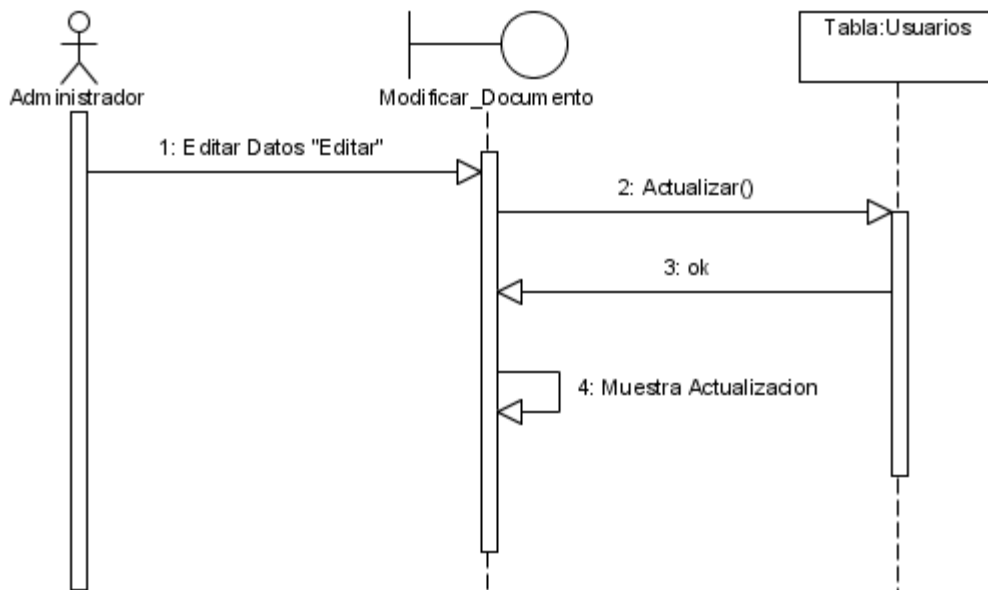 Tabla:Usuarios
Administrador
Modificar_Documento
1: Editar Datos "Editar"
2: Actualizar()
3: ok
4: Muestra Actualizacion